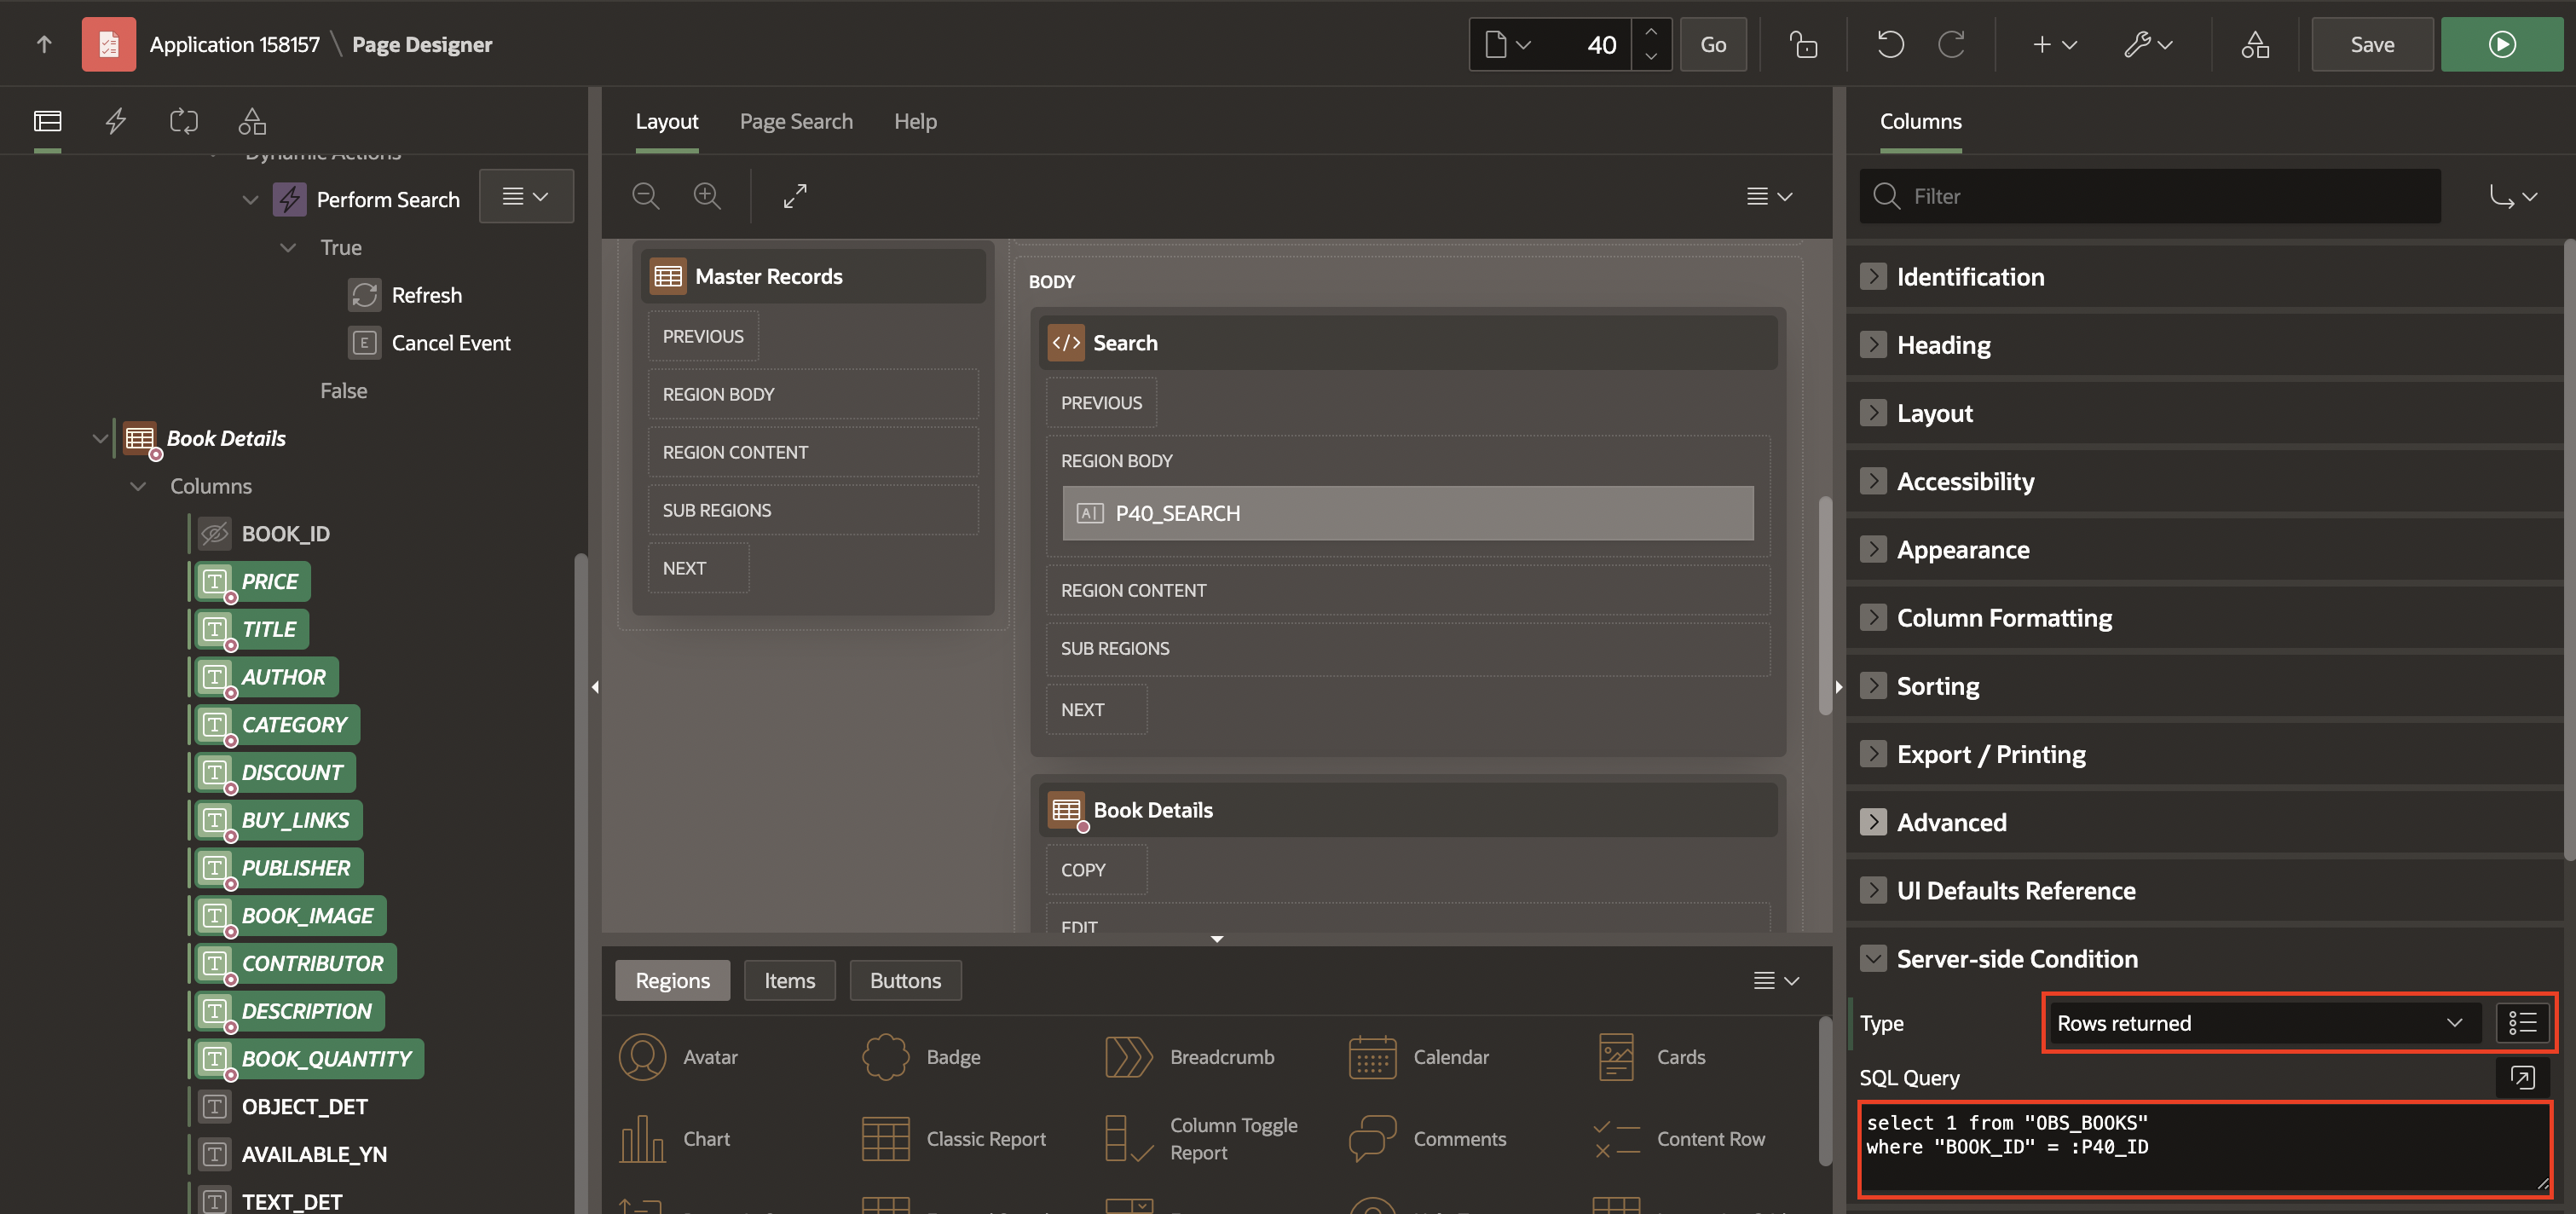 Application 158157 \ Page Designer
40
Go
Save
Dynamic Actions
Perform Search
True
Refresh
E Cancel Event
False
Book Details
Columns
BOOK_ID
PRICE
TITLE
AUTHOR
CATEGORY
DISCOUNT
BUY_LINKS
PUBLISHER
BOOK_IMAGE
CONTRIBUTOR
DESCRIPTION
BOOK_QUANTITY
OBJECT_DET
AVAILABLE_YN
TEXT_DET
Layout Page Search Help
Master Records
PREVIOUS
REGION BODY
REGION CONTENT
SUB REGIONS
NEXT
BODY
</> Search
PREVIOUS
REGION BODY
P40_SEARCH
REGION CONTENT
SUB REGIONS
NEXT
Book Details
COPY
EDIT
Regions Items Buttons
Avatar Badge Breadcrumb Calendar Cards
Chart Classic Report Column Toggle Report Comments Content Row
Columns
Filter
Identification
Heading
Layout
Accessibility
Appearance
Column Formatting
Sorting
Export / Printing
Advanced
UI Defaults Reference
Server-side Condition
Type Rows returned
SQL Query
select 1 from "OBS_BOOKS"
where "BOOK_ID" = :P40_ID